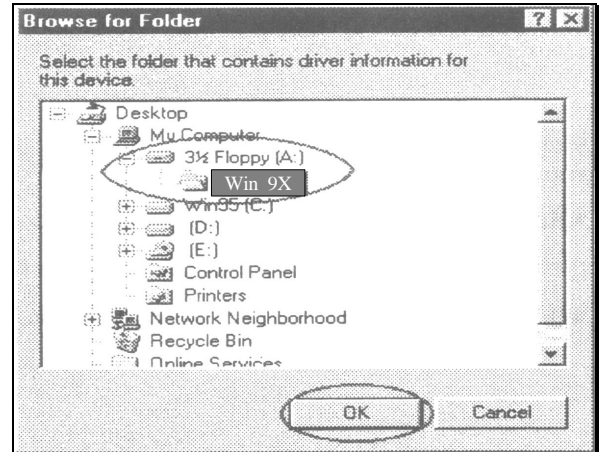 Browse for Folder
Select the folder that contains driver information for
this device.
Desktop
My Computer
3½ Floppy (A:)
Win 9X
Win95 (C:)
(D:)
(E:)
Control Panel
Printers
Network Neighborhood
Recycle Bin
Online Services
OK Cancel